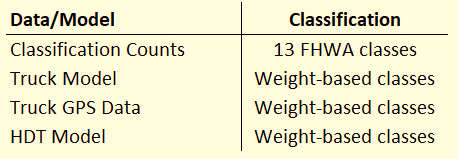 Data/Model Classification
Classification Counts 13 FHWA classes
Truck Model Weight-based classes
Truck GPS Data Weight-based classes
HDT Model Weight-based classes